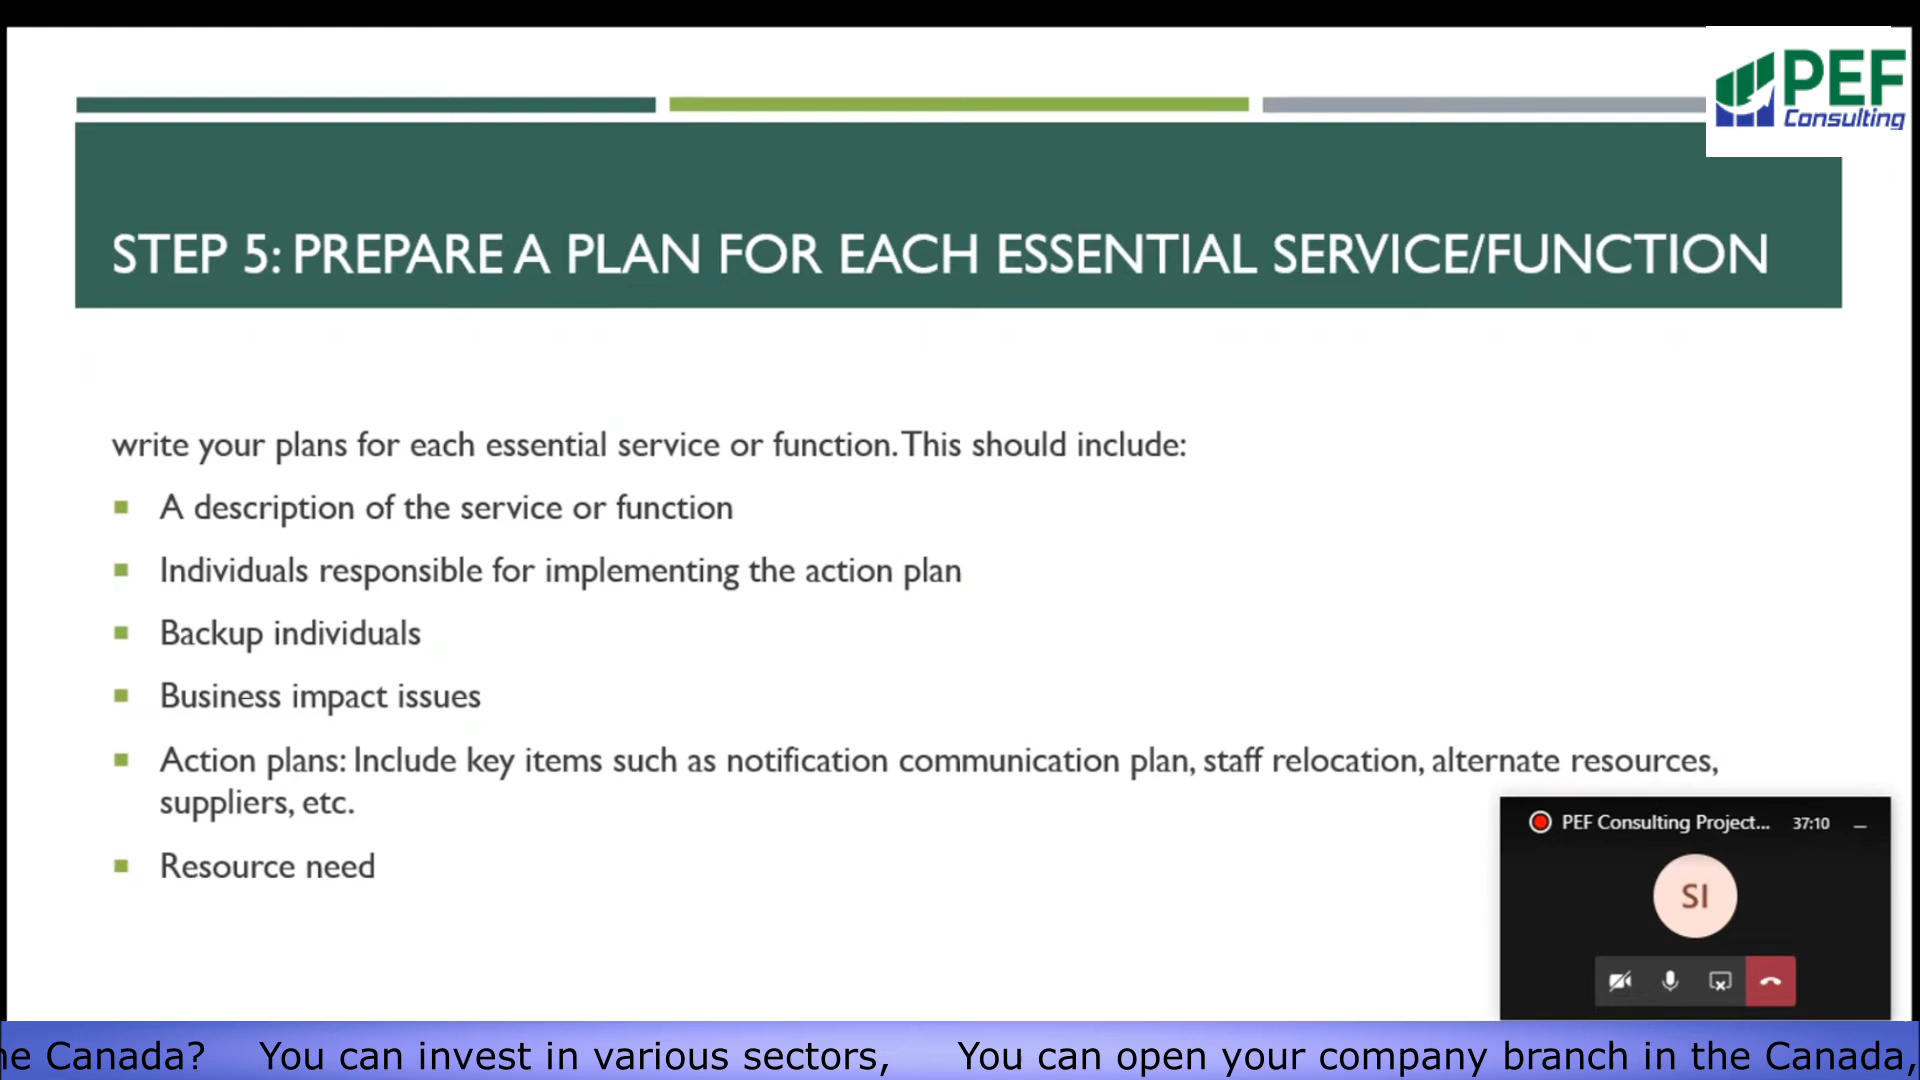 PEF
Consulting
STEP 5: PREPARE A PLAN FOR EACH ESSENTIAL SERVICE/FUNCTION
write your plans for each essential service or function. This should include:
A description of the service or function
Individuals responsible for implementing the action plan
Backup individuals
Business impact issues
Action plans: Include key items such as notification communication plan, staff relocation, alternate resources,
suppliers, etc.
Resource need
PEF Consulting Project... 37:10
SI
he Canada? You can invest in various sectors, You can open your company branch in the Canada,